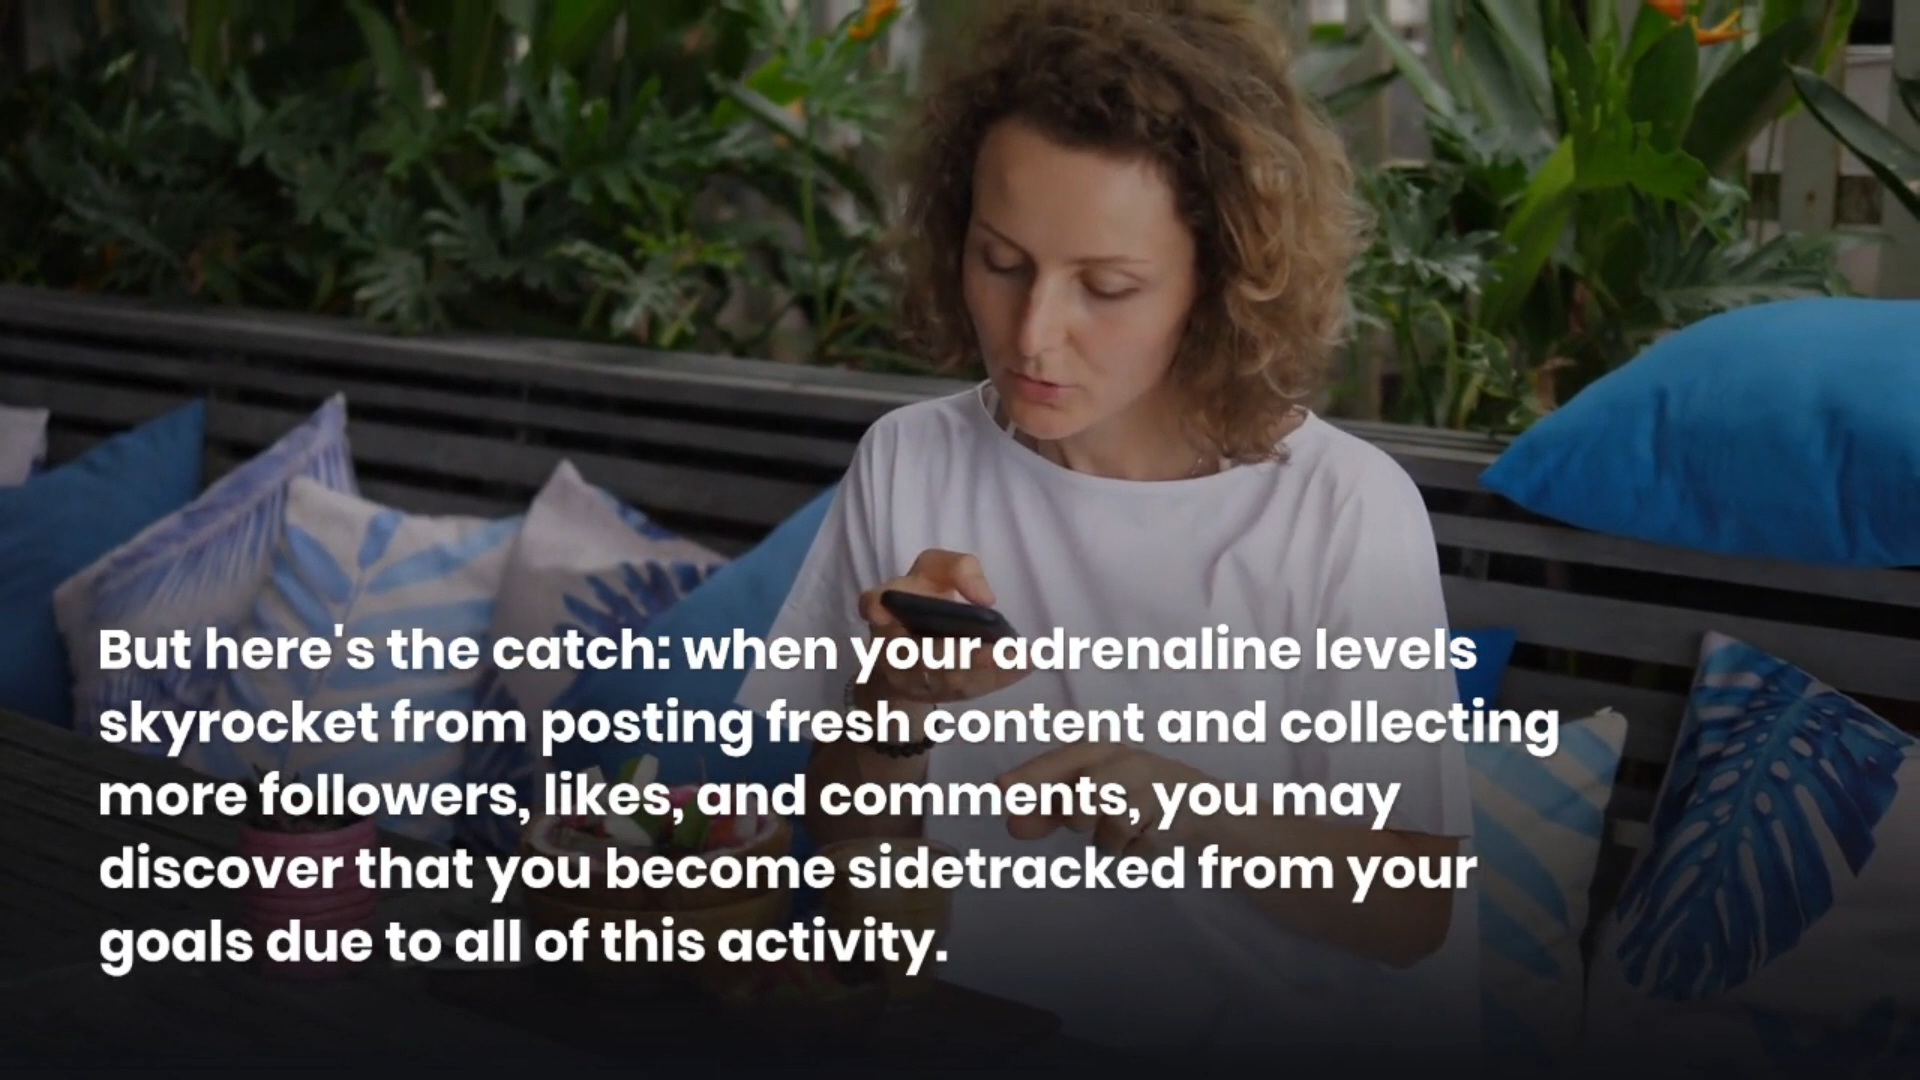 But here's the catch: when your adrenaline levels
skyrocket from posting fresh content and collecting
more followers, likes, and comments, you may
discover that you become sidetracked from your
goals due to all of this activity.